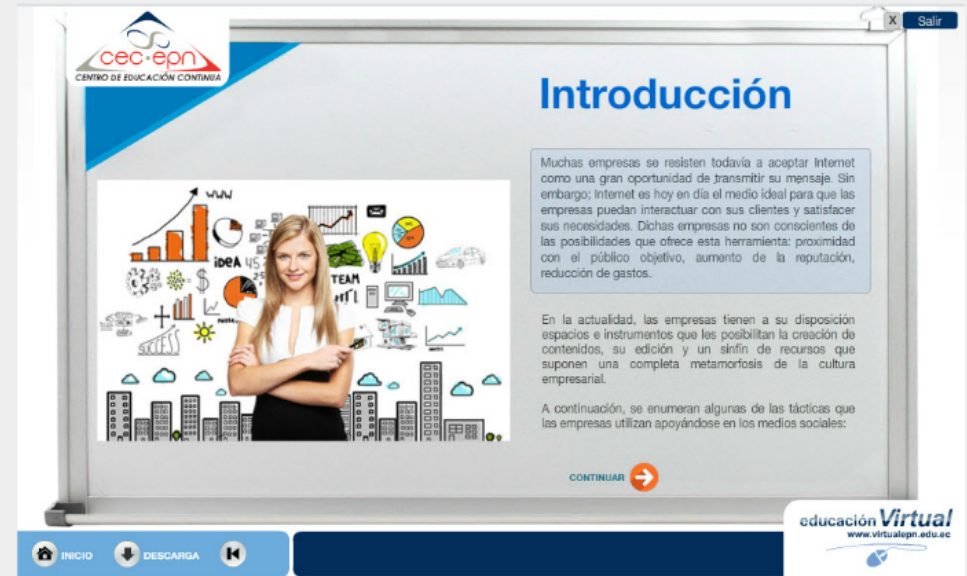 cec-epn
CENTRO DE EDUCACIÓN CONTINUA
X Salir
Introducción
Muchas empresas se resisten todavía a aceptar Internet
como una gran oportunidad de transmitir su mensaje. Sin
embargo; Internet es hoy en día el medio ideal para que las
empresas puedan interactuar con sus clientes y satisfacer
sus necesidades. Dichas empresas no son conscientes de
las posibilidades que ofrece esta herramienta: proximidad
con el público objetivo, aumento de la reputación,
reducción de gastos.
En la actualidad, las empresas tienen a su disposición
espacios e instrumentos que les posibilitan la creación de
contenidos, su edición y un sinfín de recursos que
suponen una completa metamorfosis de la cultura
empresarial.
A continuación, se enumeran algunas de las tácticas que
las empresas utilizan apoyándose en los medios sociales:
CONTINUAR
WWW
iDEA
TEAM
SUCCESS
educación Virtual
www.virtualepn.edu.ec
INICIO
DESCARGA